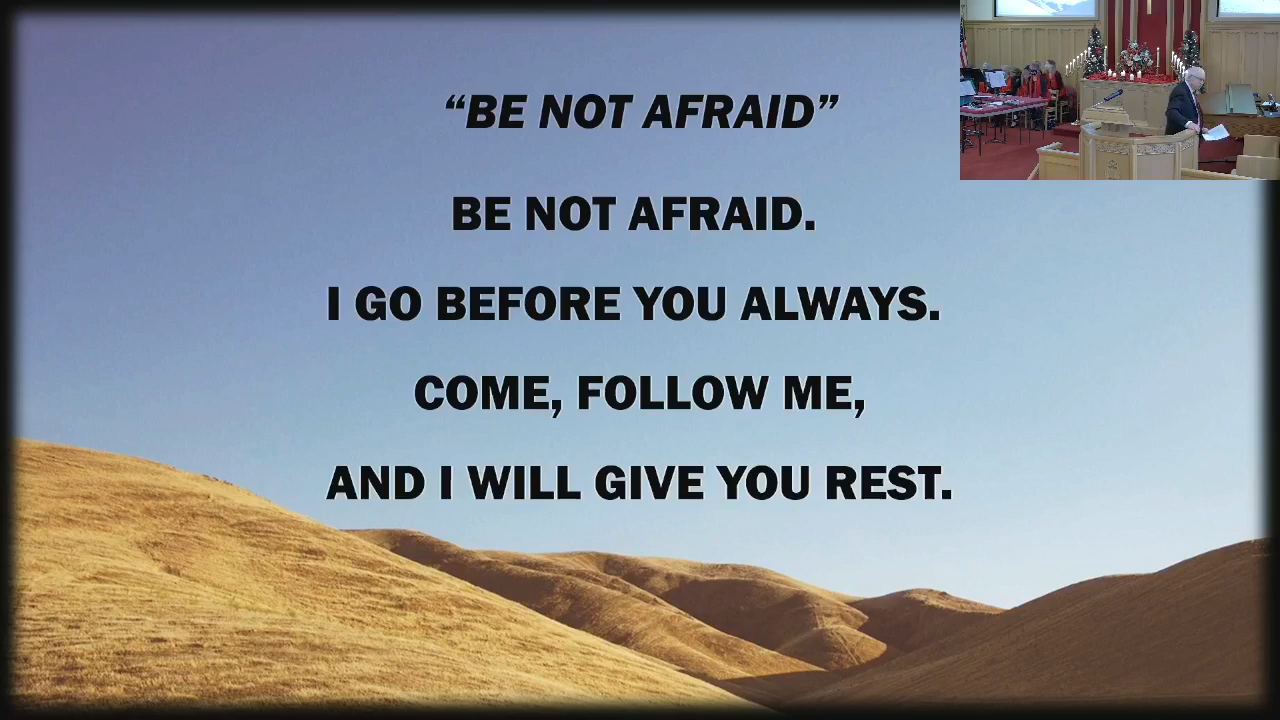 “BE NOT AFRAID”
BE NOT AFRAID.
I GO BEFORE YOU ALWAYS.
COME, FOLLOW ME,
AND I WILL GIVE YOU REST.